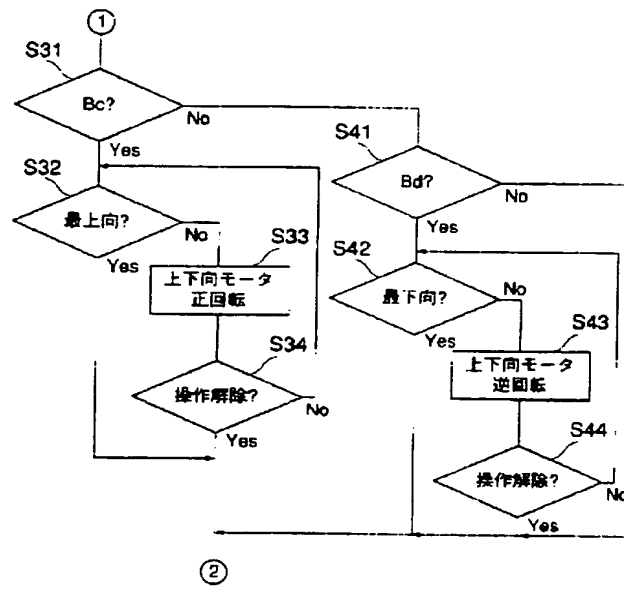 ①
S31
Bc?
No
Yes
S32
最上向?
No
Yes
S33
上下向モータ
正回転
S34
操作解除?
No
Yes
S41
Bd?
No
Yes
S42
最下向?
No
Yes
S43
上下向モータ
逆回転
S44
操作解除?
No
Yes
②